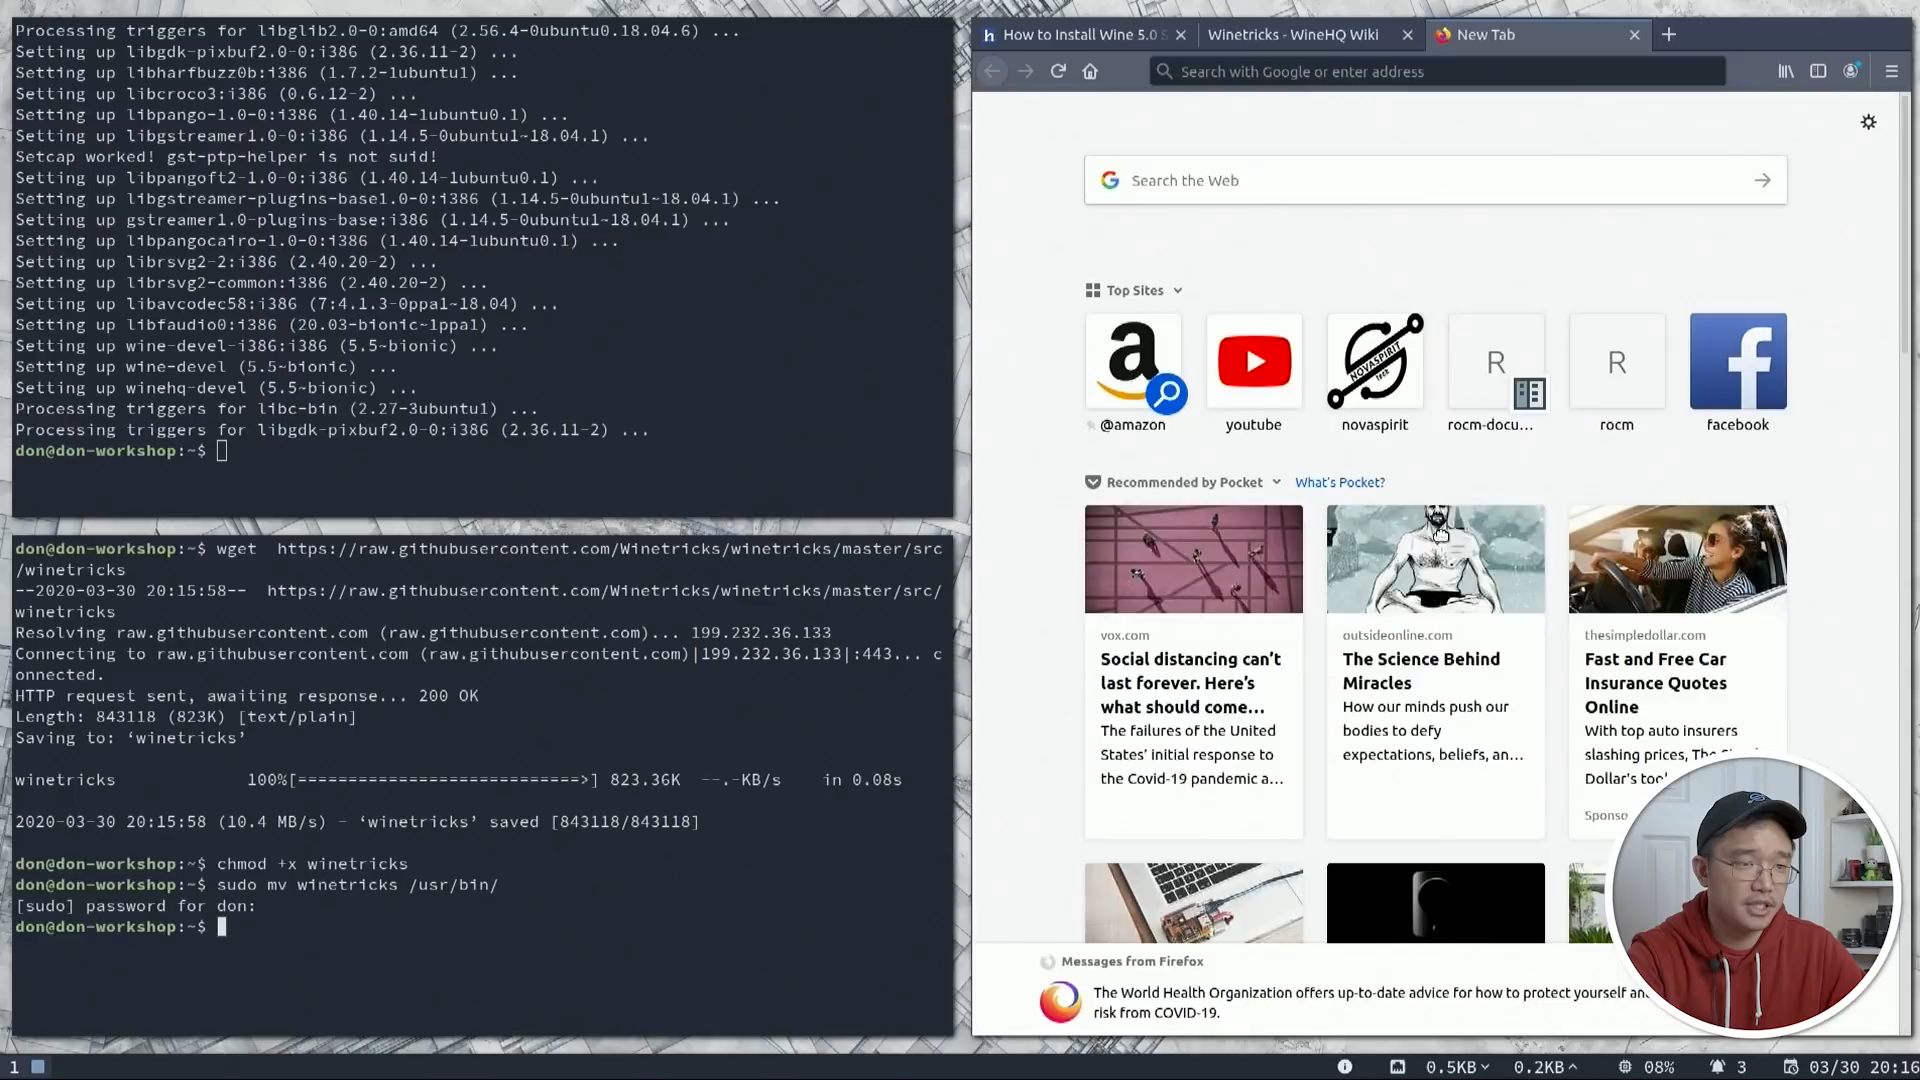 Processing triggers for libglib2.0-0:amd64 (2.56.4-0ubuntu0.18.04.6) ...
Setting up libgdk-pixbuf2.0-0:i386 (2.36.11-2) ...
Setting up libharfbuzz0b:i386 (1.7.2-1ubuntu1) ...
Setting up libcroco3:i386 (0.6.12-2) ...
Setting up libpango-1.0-0:i386 (1.40.14-1ubuntu0.1) ...
Setting up libgstreamer1.0-0:i386 (1.14.5-0ubuntu1~18.04.1) ...
Setcap worked! gst-ptp-helper is not suid!
Setting up libpangoft2-1.0-0:i386 (1.40.14-1ubuntu0.1) ...
Setting up libgstreamer-plugins-base1.0-0:i386 (1.14.5-0ubuntu1~18.04.1) ...
Setting up gstreamer1.0-plugins-base:i386 (1.14.5-0ubuntu1~18.04.1) ...
Setting up libpangocairo-1.0-0:i386 (1.40.14-1ubuntu0.1) ...
Setting up librsvg2-2:i386 (2.40.20-2) ...
Setting up librsvg2-common:i386 (2.40.20-2) ...
Setting up libavcodec58:i386 (7:4.1.3-0ppa1~18.04) ...
Setting up libfaudio0:i386 (20.03-bionic~1ppa1) ...
Setting up wine-devel-i386:i386 (5.5~bionic) ...
Setting up wine-devel (5.5~bionic) ...
Setting up winehq-devel (5.5~bionic) ...
Processing triggers for libc-bin (2.27-3ubuntu1) ...
Processing triggers for libgdk-pixbuf2.0-0:i386 (2.36.11-2) ...
don@don-workshop:~$
don@don-workshop:~$ wget  https://raw.githubusercontent.com/Winetricks/winetricks/master/src
/winetricks
--2020-03-30 20:15:58--  https://raw.githubusercontent.com/Winetricks/winetricks/master/src/
winetricks
Resolving raw.githubusercontent.com (raw.githubusercontent.com)... 199.232.36.133
Connecting to raw.githubusercontent.com (raw.githubusercontent.com)|199.232.36.133|:443... c
onnected.
HTTP request sent, awaiting response... 200 OK
Length: 843118 (823K) [text/plain]
Saving to: ‘winetricks’
winetricks 100%[============================>] 823.36K --.-KB/s in 0.08s
2020-03-30 20:15:58 (10.4 MB/s) - ‘winetricks’ saved [843118/843118]
don@don-workshop:~$ chmod +x winetricks
don@don-workshop:~$ sudo mv winetricks /usr/bin/
[sudo] password for don:
don@don-workshop:~$
h How to Install Wine 5.0 S
Winetricks - WineHQ Wiki
New Tab
Search with Google or enter address
Search the Web
Top Sites
R
R
NOVASPIRIT
TECH
@amazon
youtube
novaspirit
rocm-docu...
rocm
facebook
Recommended by Pocket
What's Pocket?
vox.com
Social distancing can’t
last forever. Here’s
what should come...
The failures of the United
States’ initial response to
the Covid-19 pandemic a...
outsideonline.com
The Science Behind
Miracles
How our minds push our
bodies to defy
expectations, beliefs, an...
thesimpledollar.com
Fast and Free Car
Insurance Quotes
Online
With top auto insurers
slashing prices, The
Dollar’s
Messages from Firefox
The World Health Organization offers up-to-date advice for how to protect yourself
risk from COVID-19.
1
0.5KB
0.2KB
08%
3
03/30 20:16